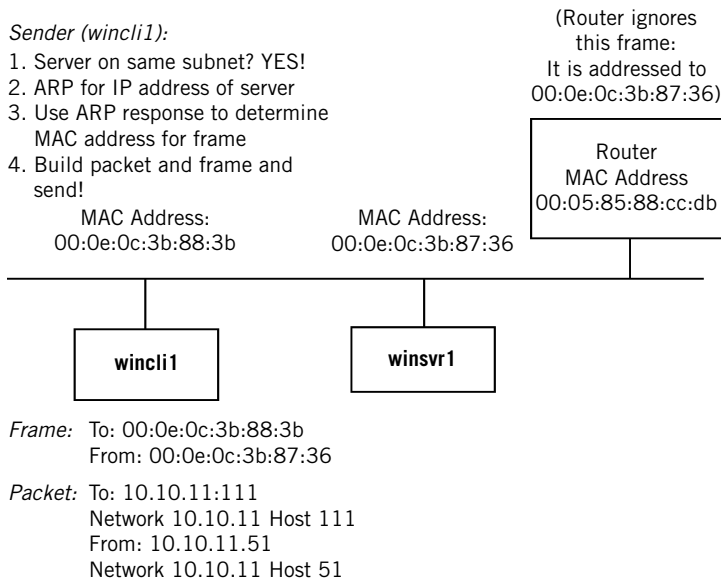 Sender (wincli1):
1. Server on same subnet? YES!
2. ARP for IP address of server
3. Use ARP response to determine
MAC address for frame
4. Build packet and frame and
send!
(Router ignores
this frame:
It is addressed to
00:0e:0c:3b:87:36)
Router
MAC Address
00:05:85:88:cc:db
MAC Address:
00:0e:0c:3b:88:3b
MAC Address:
00:0e:0c:3b:87:36
wincli1
winsvr1
Frame: To: 00:0e:0c:3b:88:3b
From: 00:0e:0c:3b:87:36
Packet: To: 10.10.11:111
Network 10.10.11 Host 111
From: 10.10.11.51
Network 10.10.11 Host 51